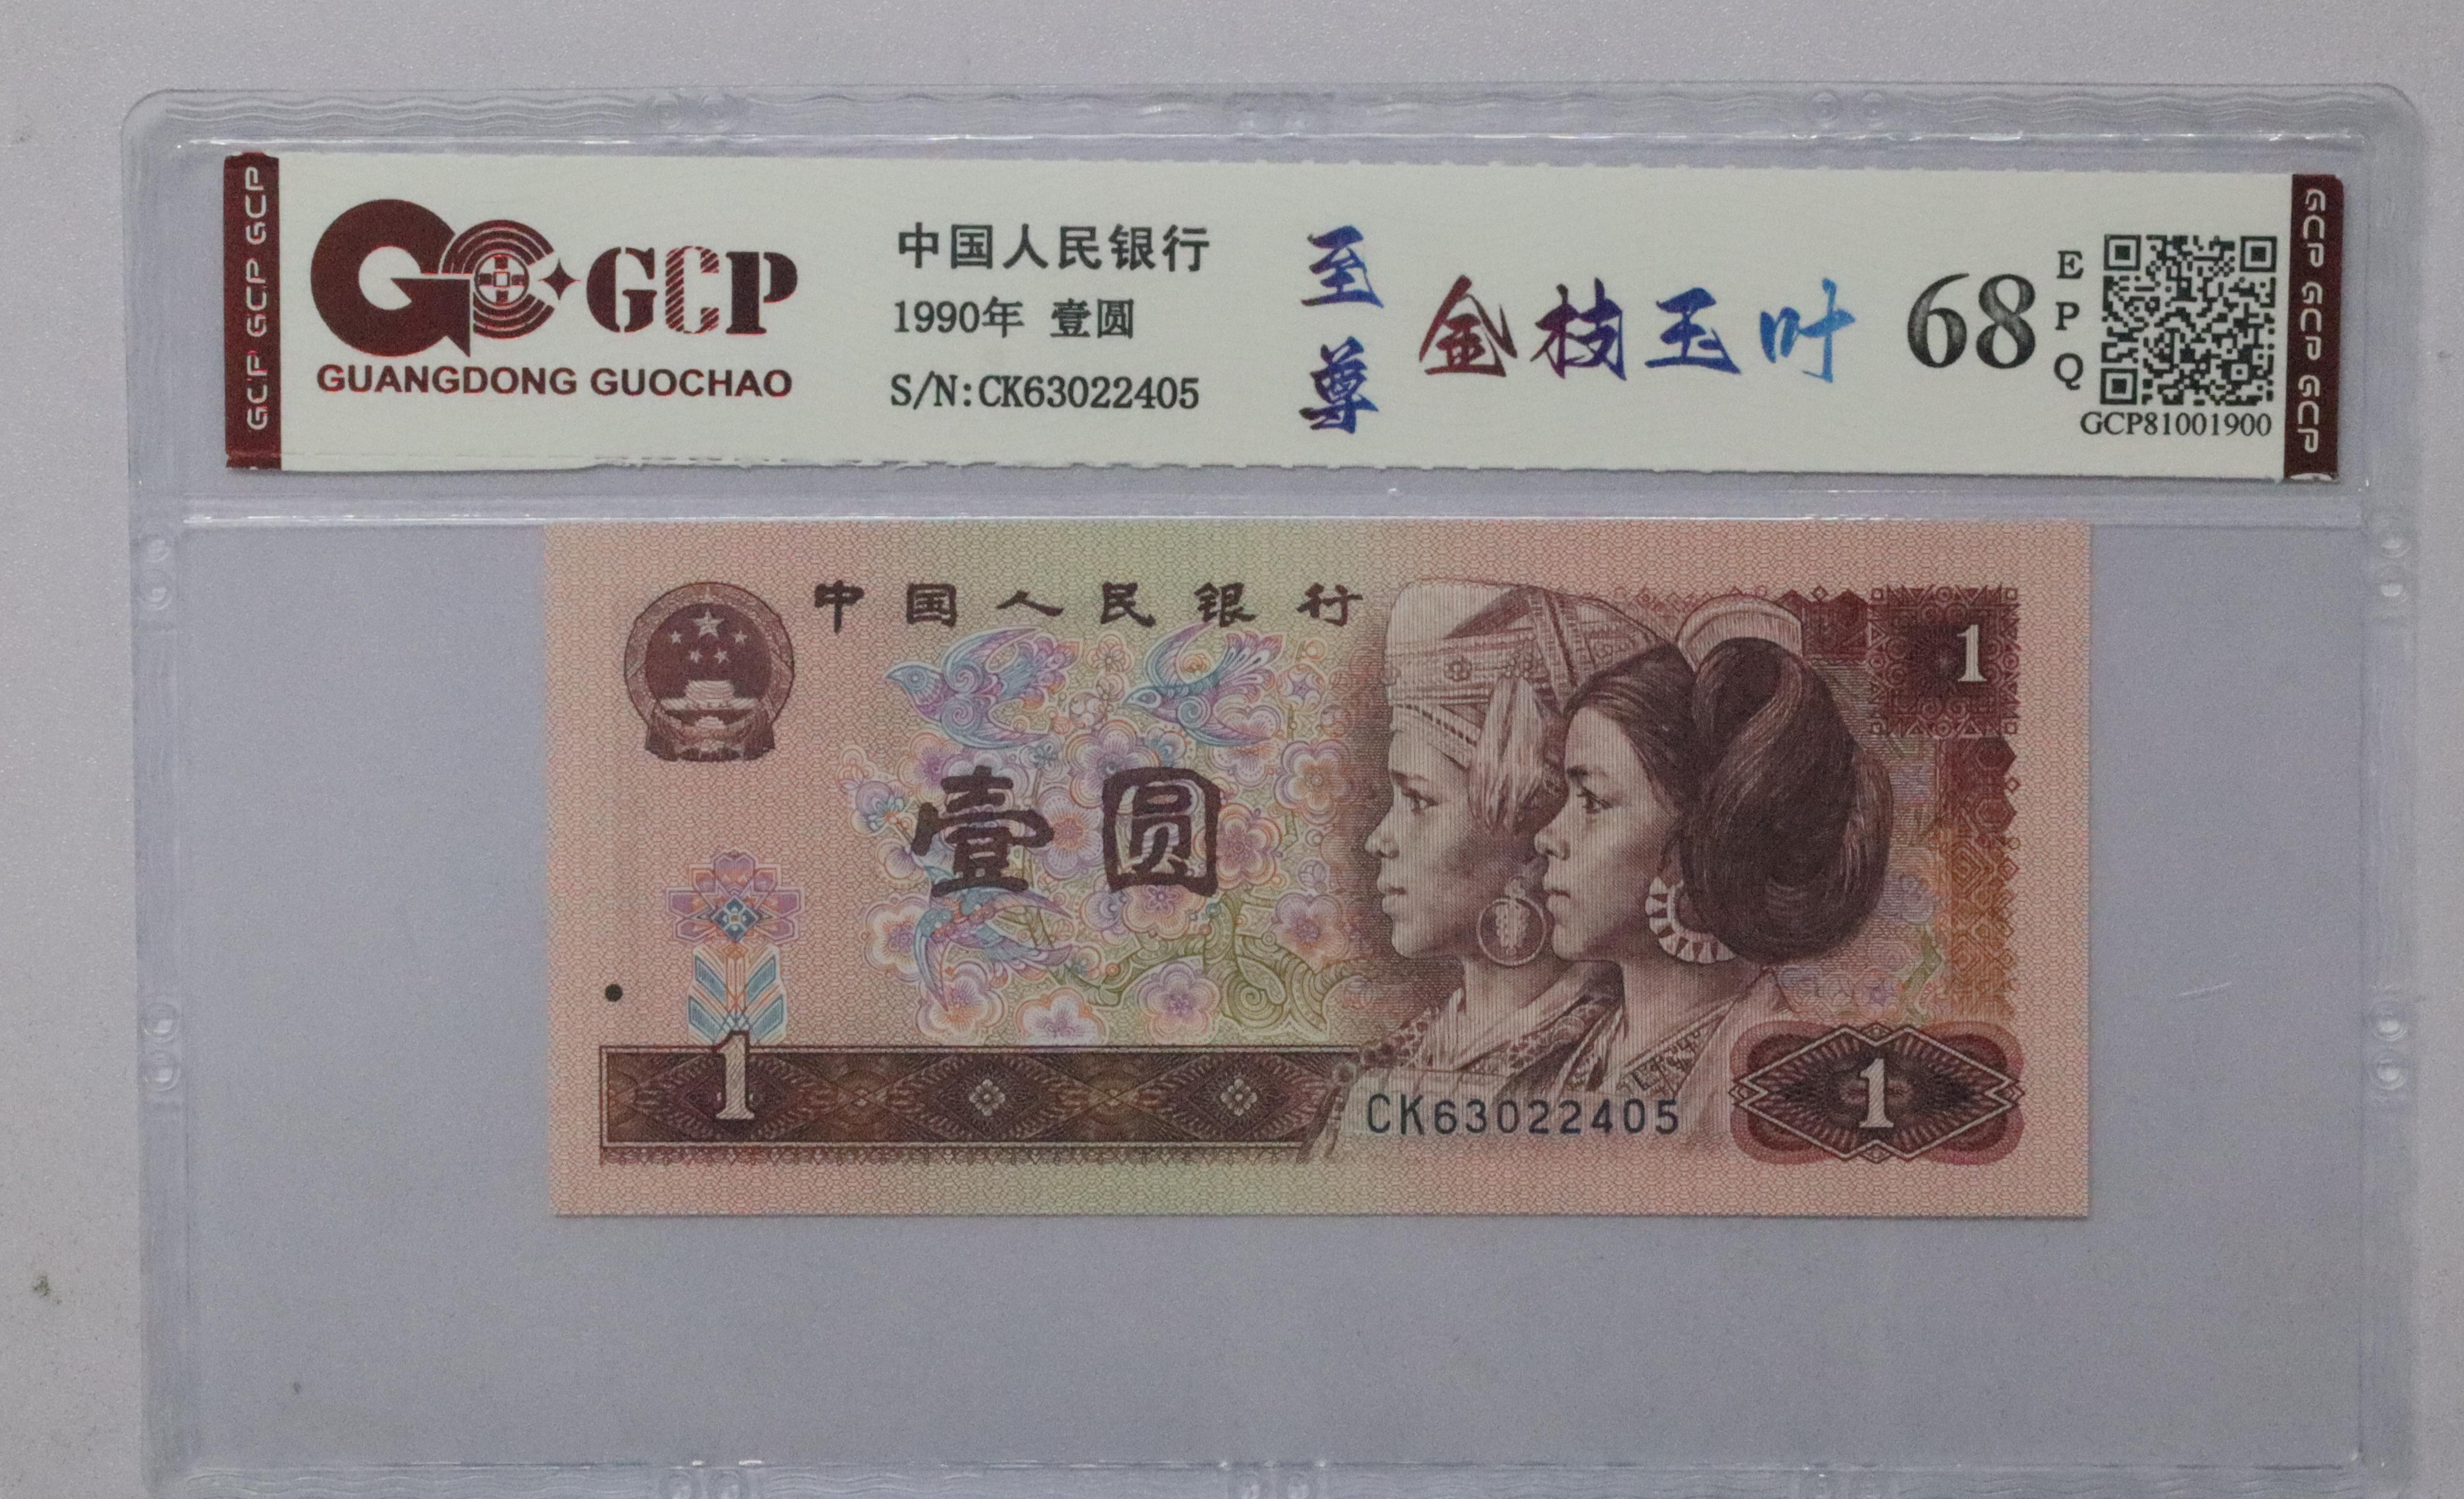 GCP GCP GCP
GCP
GUANGDONG GUOCHAO
中国人民银行
1990年 壹圆
S/N:CK63022405
至尊
金枝玉叶
68
EPQ
GCP81001900
GCP GCP GCP
中国人民银行
1
壹圆
1
CK63022405
1